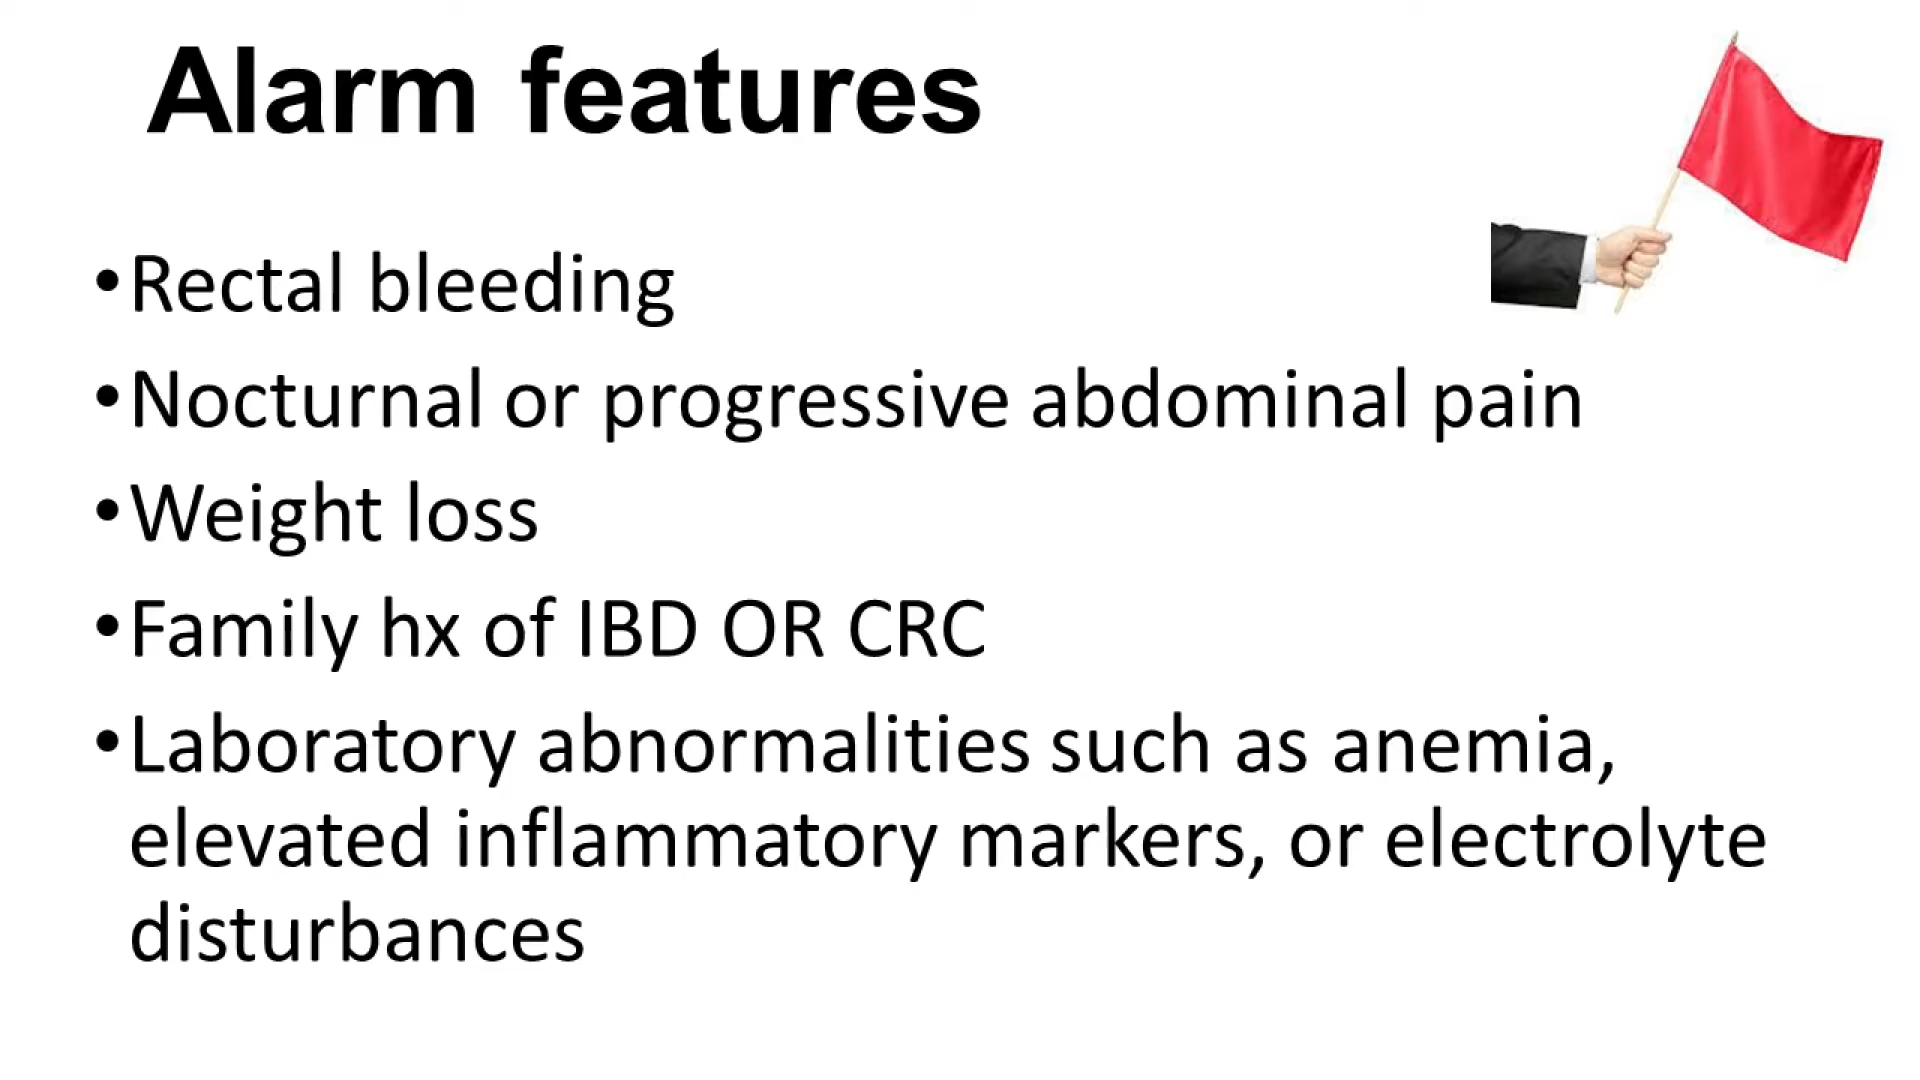 Alarm features
•Rectal bleeding
•Nocturnal or progressive abdominal pain
•Weight loss
•Family hx of IBD OR CRC
•Laboratory abnormalities such as anemia,
elevated inflammatory markers, or electrolyte
disturbances